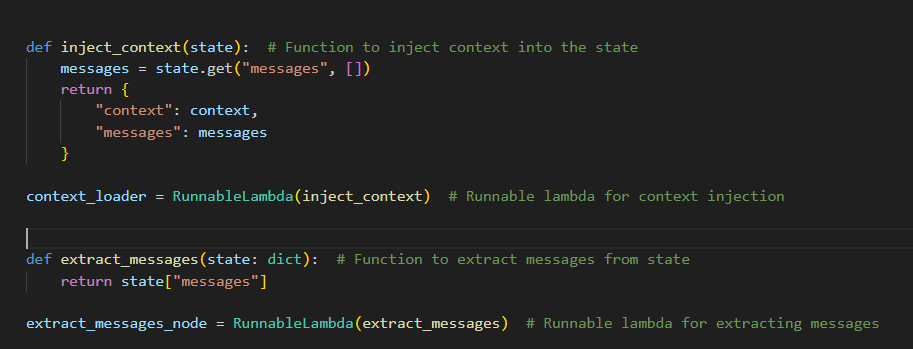 def inject_context(state):  # Function to inject context into the state
    messages = state.get("messages", [])
    return {
        "context": context,
        "messages": messages
    }
context_loader = RunnableLambda(inject_context)  # Runnable lambda for context injection
def extract_messages(state: dict):  # Function to extract messages from state
    return state["messages"]
extract_messages_node = RunnableLambda(extract_messages)  # Runnable lambda for extracting messages